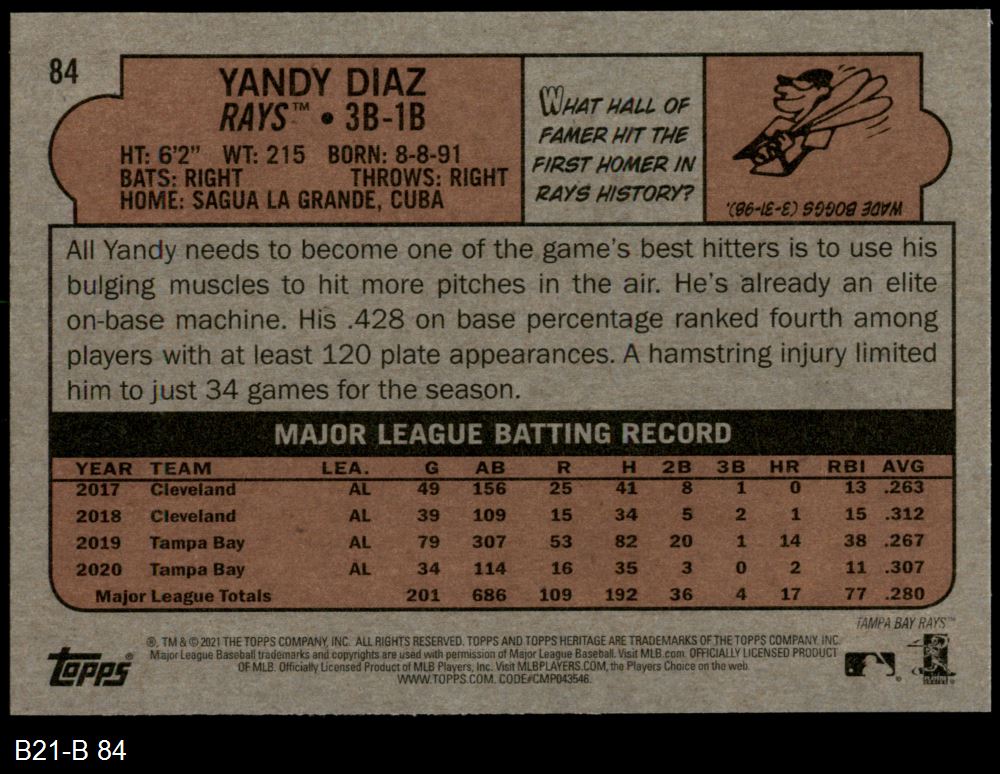 84
YANDY DIAZ
RAYS™ • 3B-1B
HT: 6'2" WT: 215 BORN: 8-8-91
BATS: RIGHT THROWS: RIGHT
HOME: SAGUA LA GRANDE, CUBA
WHAT HALL OF
FAMER HIT THE
FIRST HOMER IN
RAYS HISTORY?
WADE BOGGS (3-31-98).
All Yandy needs to become one of the game's best hitters is to use his
bulging muscles to hit more pitches in the air. He's already an elite
on-base machine. His .428 on base percentage ranked fourth among
players with at least 120 plate appearances. A hamstring injury limited
him to just 34 games for the season.
MAJOR LEAGUE BATTING RECORD
YEAR TEAM LEA. G AB R H 2B 3B HR RBI AVG
2017 Cleveland AL 49 156 25 41 8 1 0 13 .263
2018 Cleveland AL 39 109 15 34 5 2 1 15 .312
2019 Tampa Bay AL 79 307 53 82 20 1 14 38 .267
2020 Tampa Bay AL 34 114 16 35 3 0 2 11 .307
Major League Totals 201 686 109 192 36 4 17 77 .280
TAMPA BAY RAYS™
®, TM & © 2021 THE TOPPS COMPANY, INC. ALL RIGHTS RESERVED. TOPPS AND TOPPS HERITAGE ARE TRADEMARKS OF THE TOPPS COMPANY, INC.
Major League Baseball trademarks and copyrights are used with permission of Major League Baseball. Visit MLB.com. OFFICIALLY LICENSED PRODUCT
OF MLB. Officially Licensed Product of MLB Players, Inc. Visit MLBPLAYERS.COM, the Players Choice on the web.
WWW.TOPPS.COM. CODE#CMP043546.
Topps®
B21-B 84